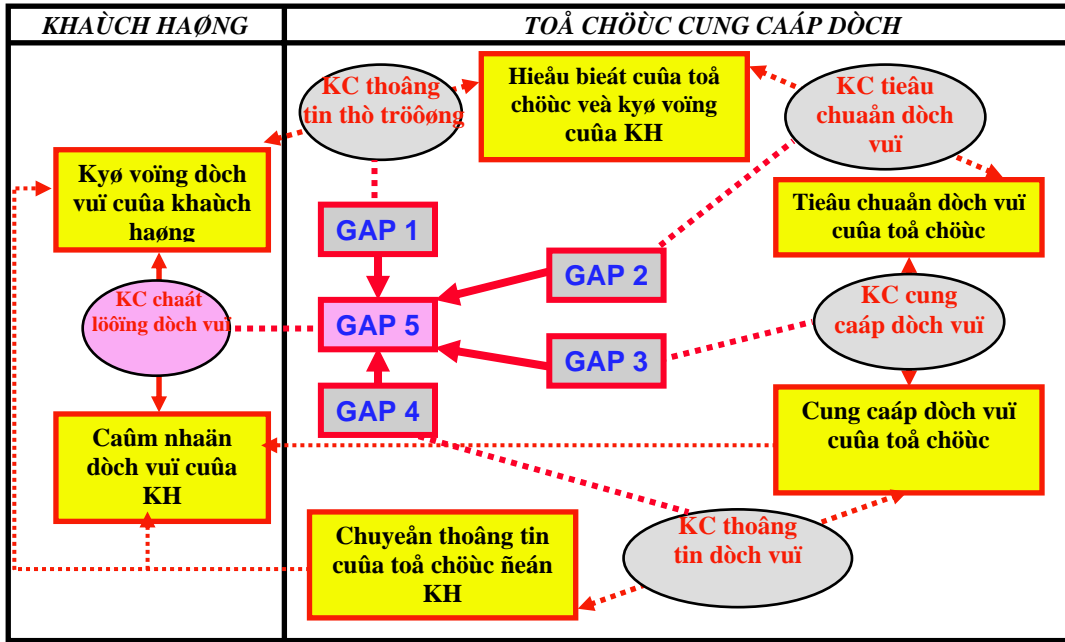 KHAÙCH HAØNG
TOÅ CHÖÙC CUNG CAÁP DÒCH
KC thoâng
tin thò tröôøng
Hieåu bieát cuûa toå
chöùc veà kyø voïng
cuûa KH
KC tieâu
chuaån dòch
vuï
Kyø voïng dòch
vuï cuûa khaùch
haøng
Tieâu chuaån dòch vuï
cuûa toå chöùc
GAP 1
GAP 2
KC chaát
löôïng dòch vuï
GAP 5
KC cung
caáp dòch vuï
GAP 3
GAP 4
Caûm nhaän
dòch vuï cuûa
KH
Cung caáp dòch vuï
cuûa toå chöùc
Chuyeån thoâng tin
cuûa toå chöùc ñeán
KH
KC thoâng
tin dòch vuï